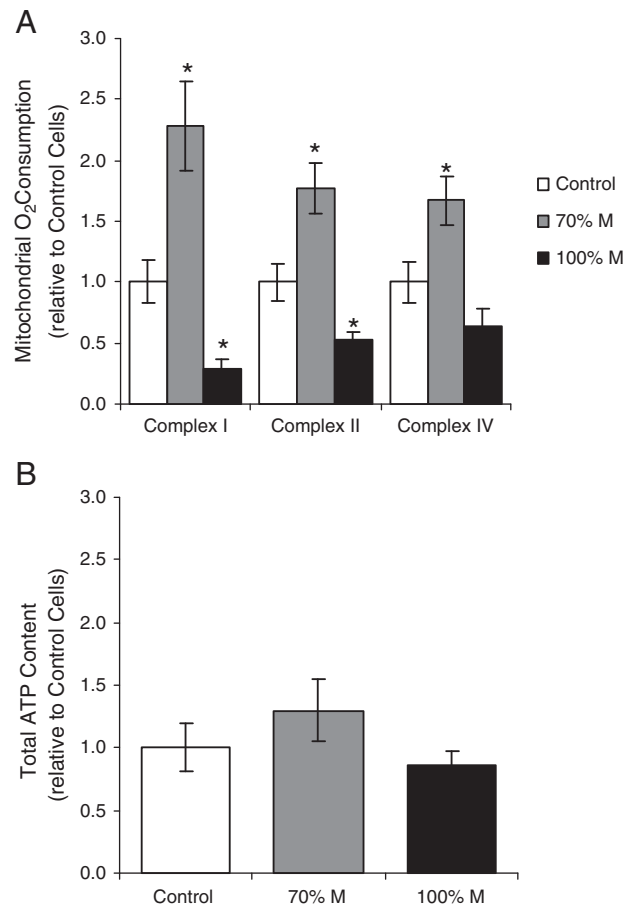 A
Mitochondrial O₂Consumption
(relative to Control Cells)
3.0
*
2.5
*
*
2.0
Control
1.5
70% M
100% M
1.0
*
*
0.5
0.0
Complex I Complex II Complex IV
B
Total ATP Content
(relative to Control Cells)
3.0
2.5
2.0
1.5
1.0
0.5
0.0
Control 70% M 100% M